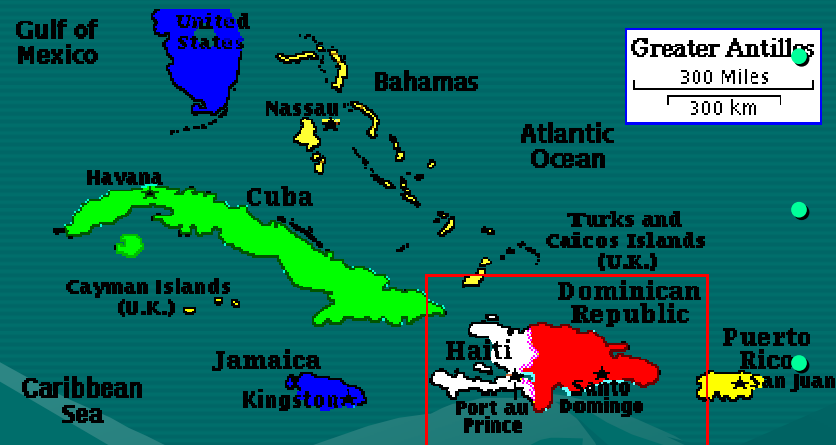 Gulf of
Mexico
United
States
Greater Antilles
300 Miles
300 km
Bahamas
Nassau
Atlantic
Ocean
Havana
Cuba
Turks and
Caicos Islands
(U.K.)
Cayman Islands
(U.K.)
Dominican
Republic
Haiti
Puerto
Rico
San Juan
Jamaica
Kingston
Caribbean
Sea
Port au
Prince
Santo
Domingo